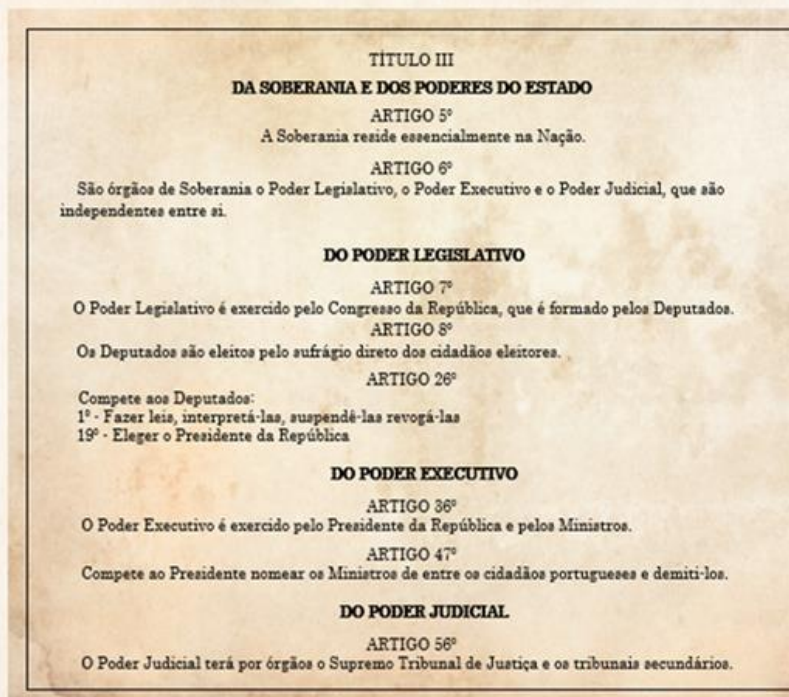 TÍTULO III
DA SOBERANIA E DOS PODERES DO ESTADO
ARTIGO 5º
A Soberania reside essencialmente na Nação.
ARTIGO 6º
São órgãos de Soberania o Poder Legislativo, o Poder Executivo e o Poder Judicial, que são
independentes entre si.
DO PODER LEGISLATIVO
ARTIGO 7º
O Poder Legislativo é exercido pelo Congresso da República, que é formado pelos Deputados.
ARTIGO 8º
Os Deputados são eleitos pelo sufrágio direto dos cidadãos eleitores.
ARTIGO 26º
Compete aos Deputados:
1º - Fazer leis, interpretá-las, suspendê-las revogá-las
19º - Eleger o Presidente da República
DO PODER EXECUTIVO
ARTIGO 36º
O Poder Executivo é exercido pelo Presidente da República e pelos Ministros.
ARTIGO 47º
Compete ao Presidente nomear os Ministros de entre os cidadãos portugueses e demiti-los.
DO PODER JUDICIAL
ARTIGO 56º
O Poder Judicial terá por órgãos o Supremo Tribunal de Justiça e os tribunais secundários.